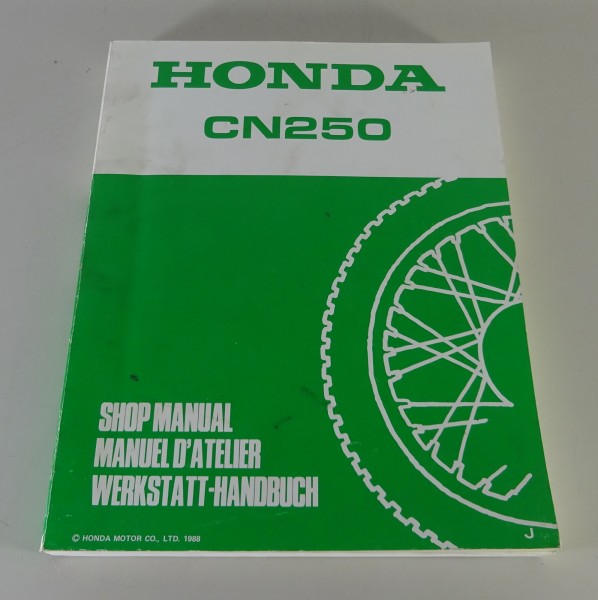 HONDA
CN250
SHOP MANUAL
MANUEL D'ATELIER
WERKSTATT-HANDBUCH
© HONDA MOTOR CO., LTD. 1988
J